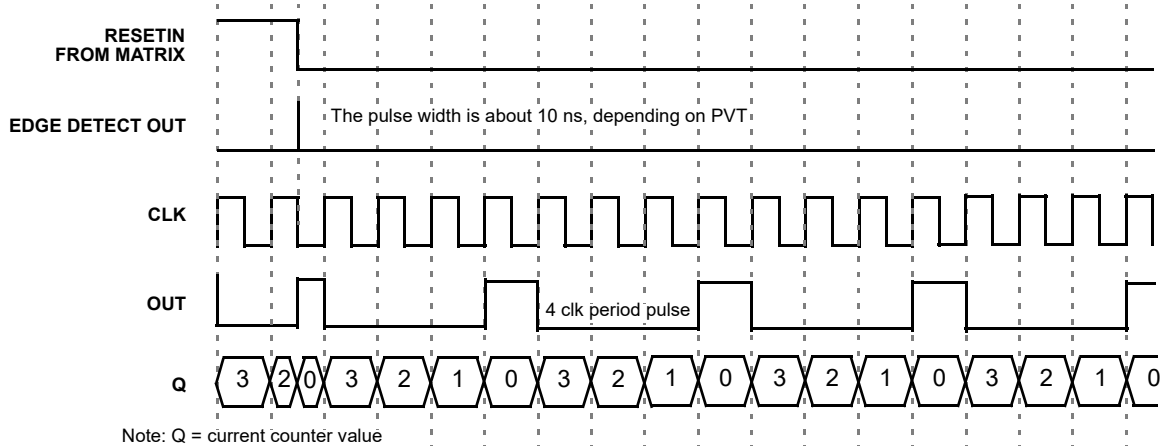 RESETIN
FROM MATRIX
EDGE DETECT OUT
The pulse width is about 10 ns, depending on PVT
CLK
OUT
4 clk period pulse
Q
3 2 0 3 2 1 0 3 2 1 0 3 2 1 0 3 2 1 0
Note: Q = current counter value